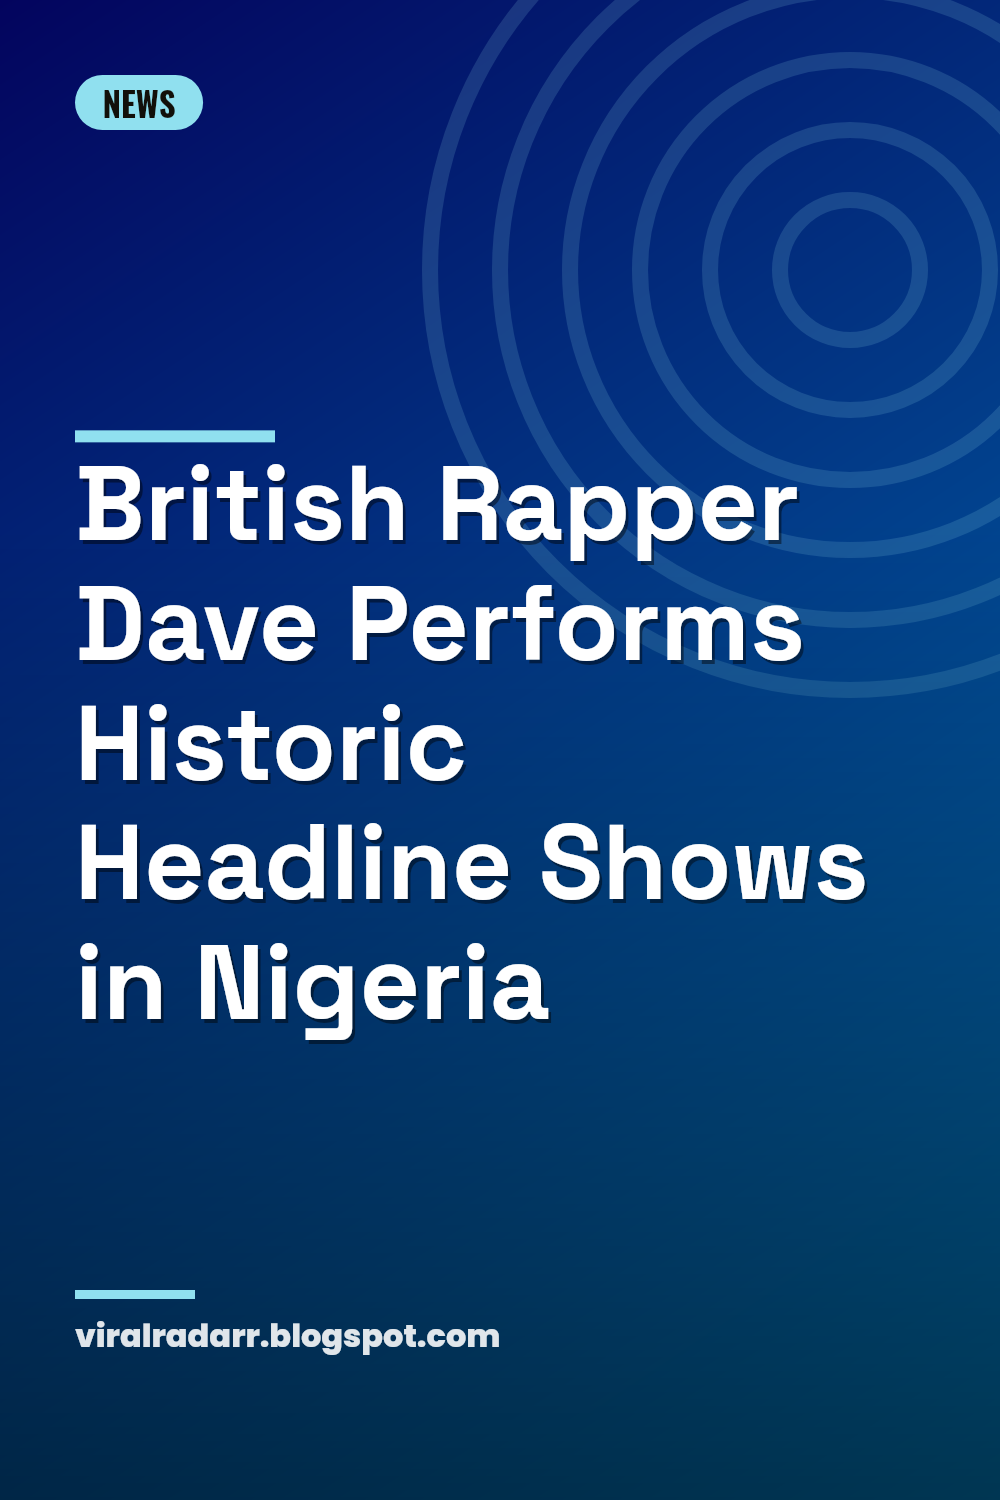 NEWS
British Rapper
Dave Performs
Historic
Headline Shows
in Nigeria
viralradarr.blogspot.com